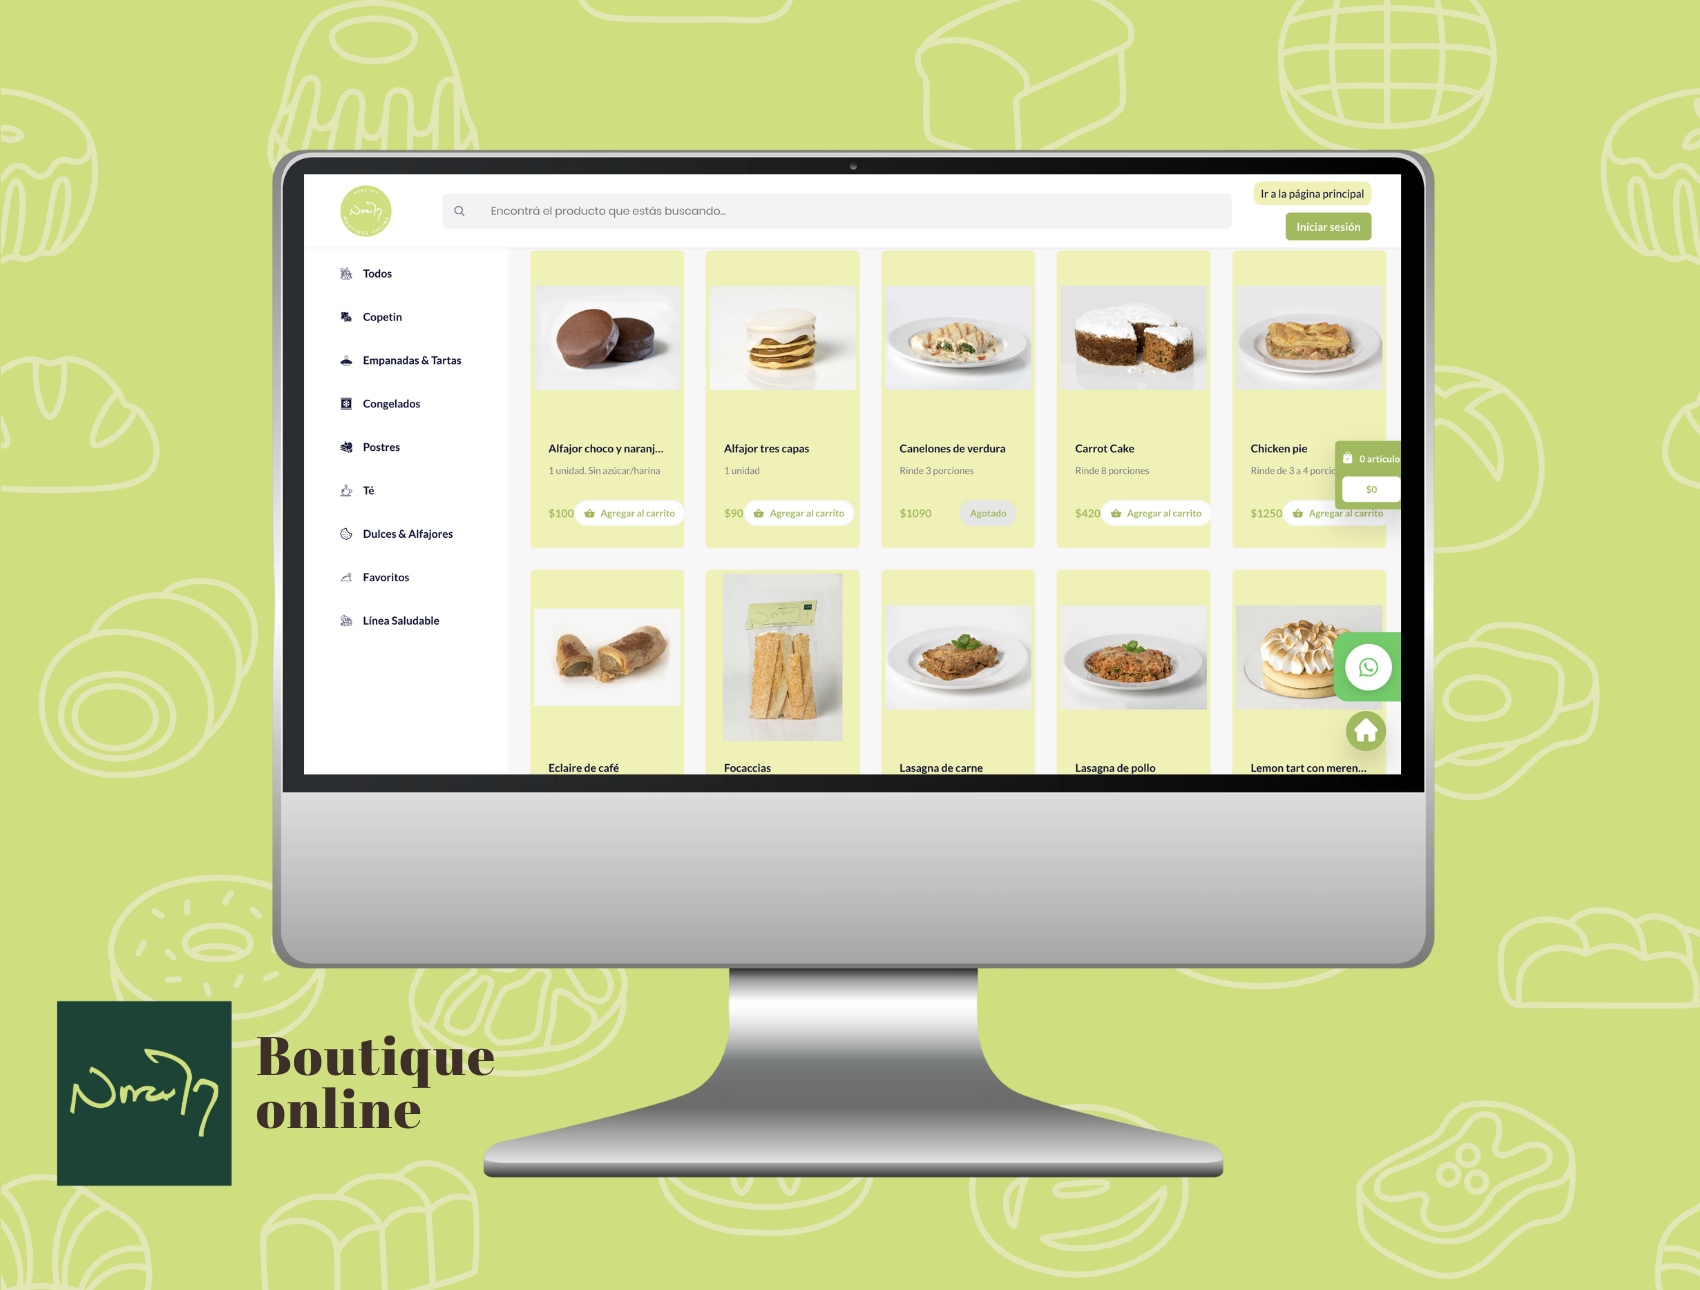 BOUTIQUE ONLINE
Encontrá el producto que estás buscando...
Ir a la página principal
Iniciar sesión
Todos
Copetin
Empanadas & Tartas
Congelados
Postres
Té
Dulces & Alfajores
Favoritos
Línea Saludable
Alfajor choco y naranj...
1 unidad. Sin azúcar/harina
$100 Agregar al carrito
Alfajor tres capas
1 unidad
$90 Agregar al carrito
Canelones de verdura
Rinde 3 porciones
$1090 Agotado
Carrot Cake
Rinde 8 porciones
$420 Agregar al carrito
Chicken pie
Rinde de 3 a 4 porcio
$1250 Agregar al carrito
0 artículo
$0
Eclaire de café
Focaccias
Lasagna de carne
Lasagna de pollo
Lemon tart con meren...
Boutique
online